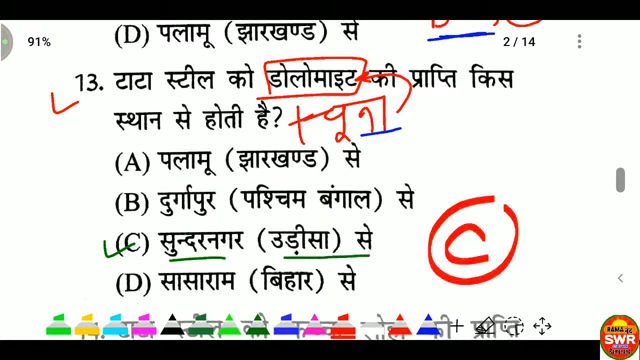 (D) पलामू (झारखण्ड) से
91%
2 / 14
13. टाटा स्टील को डोलोमाइट की प्राप्ति किस
स्थान से होती है? + चूना
(A) पलामू (झारखण्ड) से
(B) दुर्गापुर (पश्चिम बंगाल) से
(C) सुन्दरनगर (उड़ीसा) से
C
(D) सासाराम (बिहार) से
टाटा स्टील को की प्राप्ति
SWR